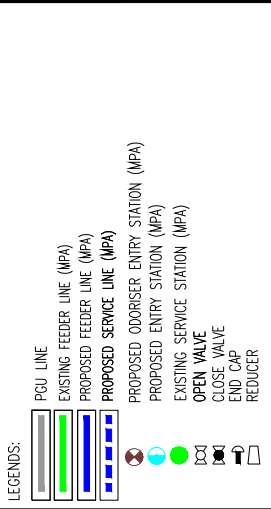 LEGENDS:
PGU LINE
EXISTING FEEDER LINE (MPA)
PROPOSED FEEDER LINE (MPA)
PROPOSED SERVICE LINE (MPA)
PROPOSED ODORISER ENTRY STATION (MPA)
PROPOSED ENTRY STATION (MPA)
EXISTING SERVICE STATION (MPA)
OPEN VALVE
CLOSE VALVE
END CAP
REDUCER